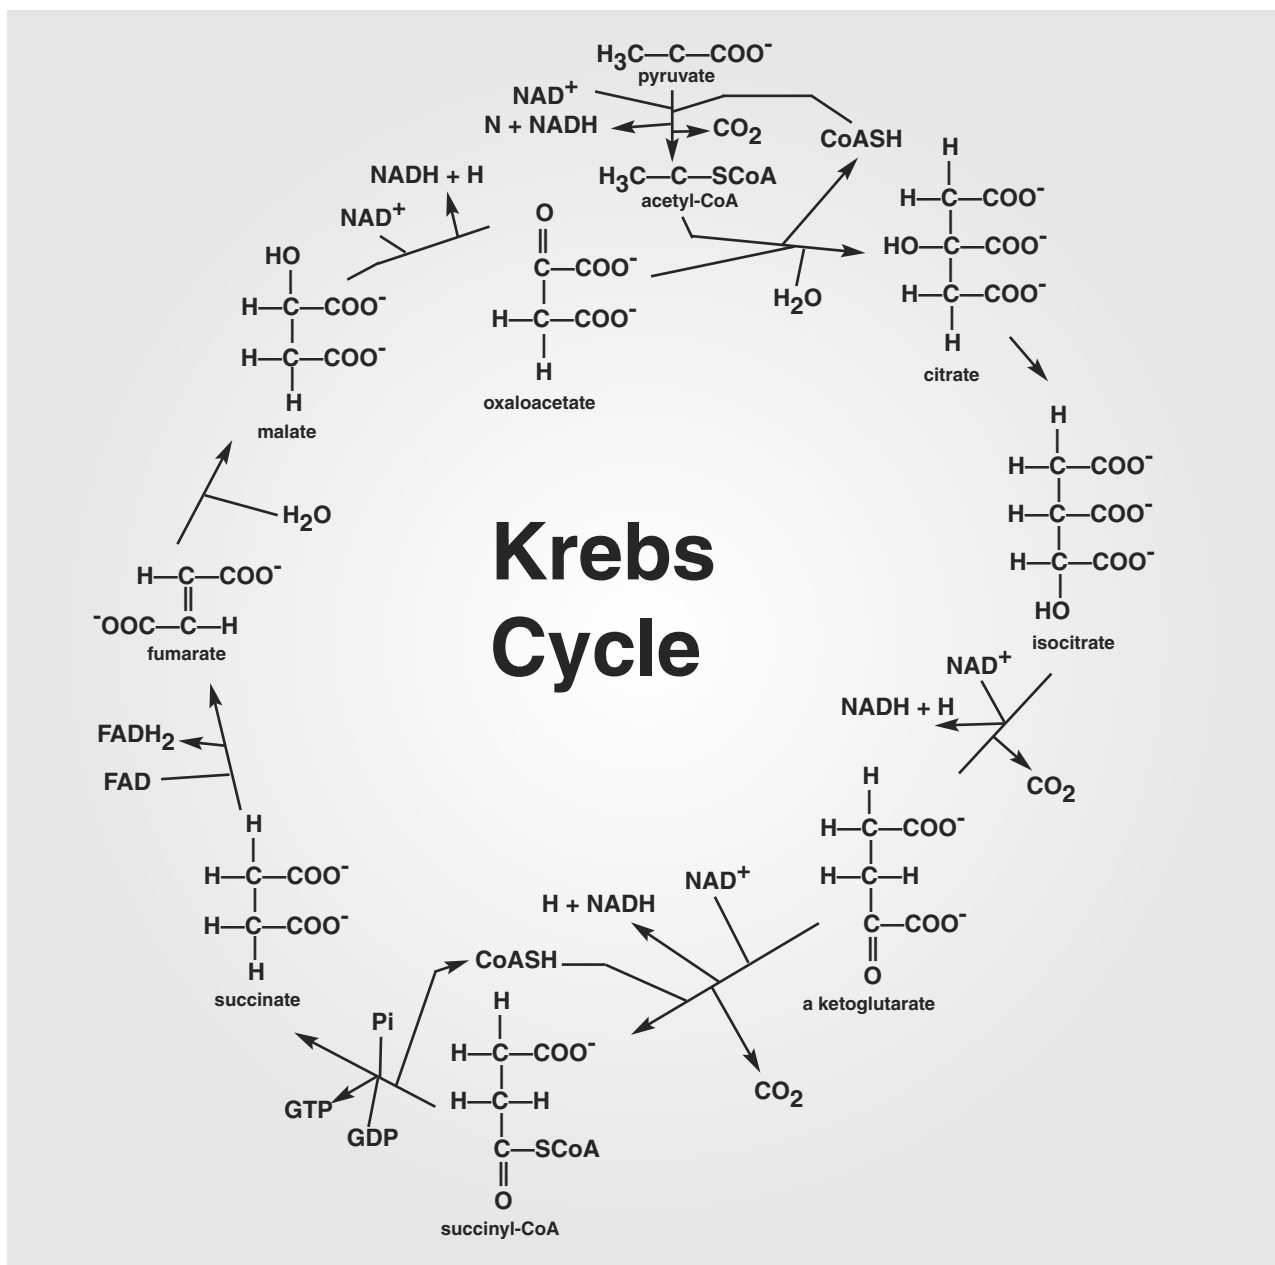 H₃C—C—COO⁻
pyruvate
NAD⁺
N + NADH
CO₂
CoASH
H₃C—C—SCoA
acetyl-CoA
H₂O
H
H—C—COO⁻
HO—C—COO⁻
H—C—COO⁻
H
citrate
H
H—C—COO⁻
H—C—COO⁻
H—C—COO⁻
HO
isocitrate
NAD⁺
NADH + H
CO₂
H
H—C—COO⁻
H—C—H
C—COO⁻
O
a ketoglutarate
NAD⁺
H + NADH
CoASH
CO₂
H
H—C—COO⁻
H—C—H
C—SCoA
O
succinyl-CoA
Pi
GTP
GDP
H
H—C—COO⁻
H—C—COO⁻
H
succinate
FADH₂
FAD
H—C—COO⁻
⁻OOC—C—H
fumarate
H₂O
HO
H—C—COO⁻
H—C—COO⁻
H
malate
NAD⁺
NADH + H
O
C—COO⁻
H—C—COO⁻
H
oxaloacetate
Krebs
Cycle